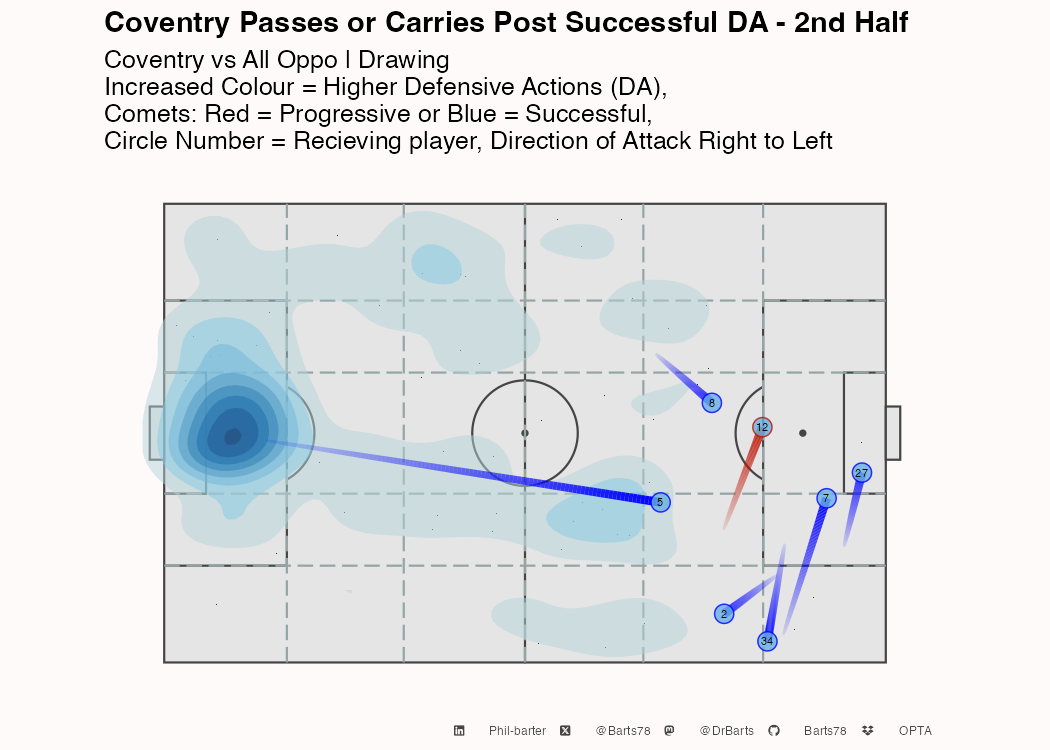 Coventry Passes or Carries Post Successful DA - 2nd Half
Coventry vs All Oppo | Drawing
Increased Colour = Higher Defensive Actions (DA),
Comets: Red = Progressive or Blue = Successful,
Circle Number = Recieving player, Direction of Attack Right to Left
8
12
27
7
5
2
34
Phil-barter @Barts78 @DrBarts Barts78 OPTA